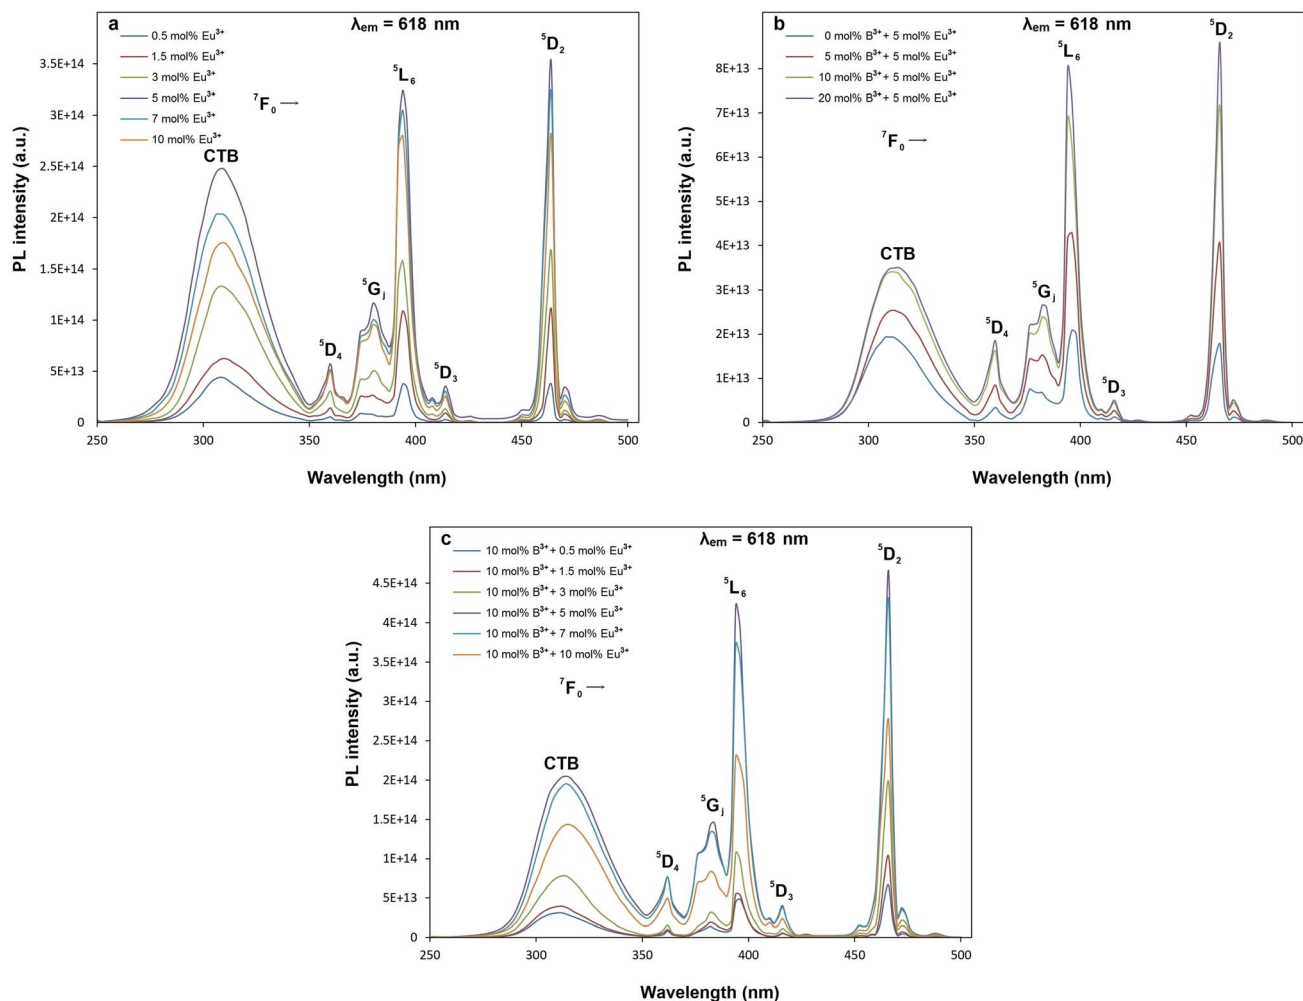 a
λem = 618 nm
0.5 mol% Eu³⁺
1.5 mol% Eu³⁺
3 mol% Eu³⁺
5 mol% Eu³⁺
7 mol% Eu³⁺
10 mol% Eu³⁺
⁷F₀ →
CTB
⁵D₄
⁵Gⱼ
⁵L₆
⁵D₃
⁵D₂
PL intensity (a.u.)
3.5E+14
3E+14
2.5E+14
2E+14
1.5E+14
1E+14
5E+13
0
250 300 350 400 450 500
Wavelength (nm)
b
λem = 618 nm
0 mol% B³⁺ + 5 mol% Eu³⁺
5 mol% B³⁺ + 5 mol% Eu³⁺
10 mol% B³⁺ + 5 mol% Eu³⁺
20 mol% B³⁺ + 5 mol% Eu³⁺
⁷F₀ →
CTB
⁵D₄
⁵Gⱼ
⁵L₆
⁵D₃
⁵D₂
PL intensity (a.u.)
8E+13
7E+13
6E+13
5E+13
4E+13
3E+13
2E+13
1E+13
0
250 300 350 400 450 500
Wavelength (nm)
c
λem = 618 nm
10 mol% B³⁺ + 0.5 mol% Eu³⁺
10 mol% B³⁺ + 1.5 mol% Eu³⁺
10 mol% B³⁺ + 3 mol% Eu³⁺
10 mol% B³⁺ + 5 mol% Eu³⁺
10 mol% B³⁺ + 7 mol% Eu³⁺
10 mol% B³⁺ + 10 mol% Eu³⁺
⁷F₀ →
CTB
⁵D₄
⁵Gⱼ
⁵L₆
⁵D₃
⁵D₂
PL intensity (a.u.)
4.5E+14
4E+14
3.5E+14
3E+14
2.5E+14
2E+14
1.5E+14
1E+14
5E+13
0
250 300 350 400 450 500
Wavelength (nm)